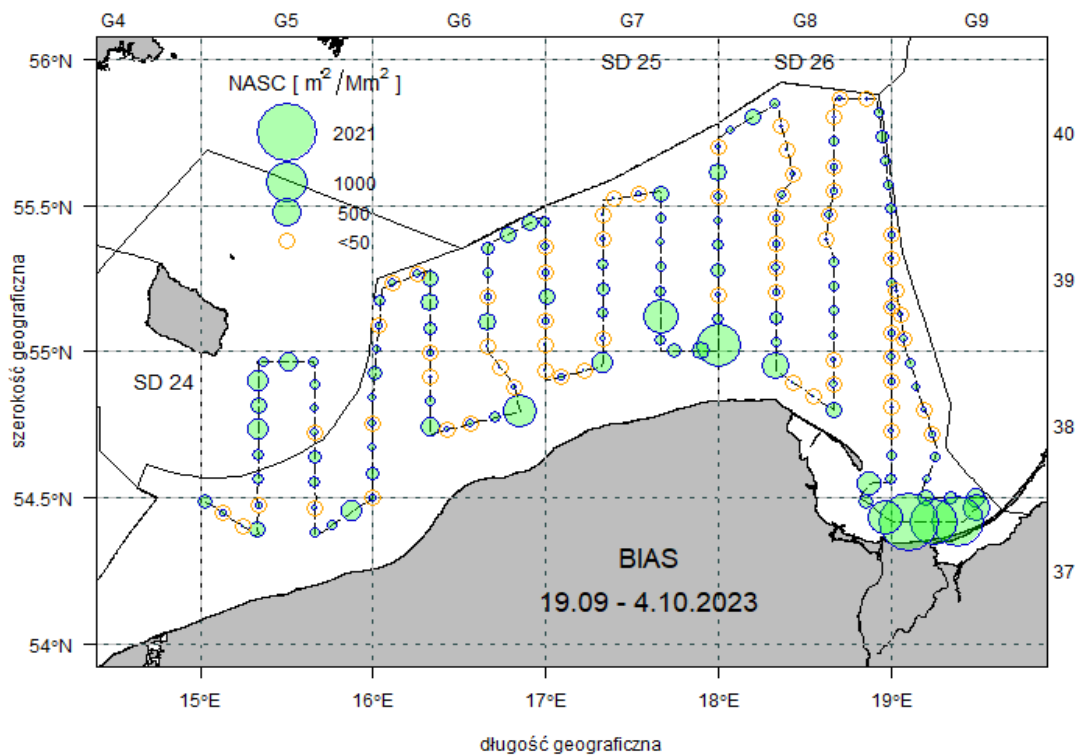 G4 G5 G6 G7 G8 G9
56°N
SD 25 SD 26
NASC [ m²/Mm² ]
2021
40
1000
55.5°N
500
<50
39
55°N
SD 24
38
54.5°N
BIAS
37
19.09 - 4.10.2023
54°N
15°E 16°E 17°E 18°E 19°E
szerokość geograficzna
długość geograficzna